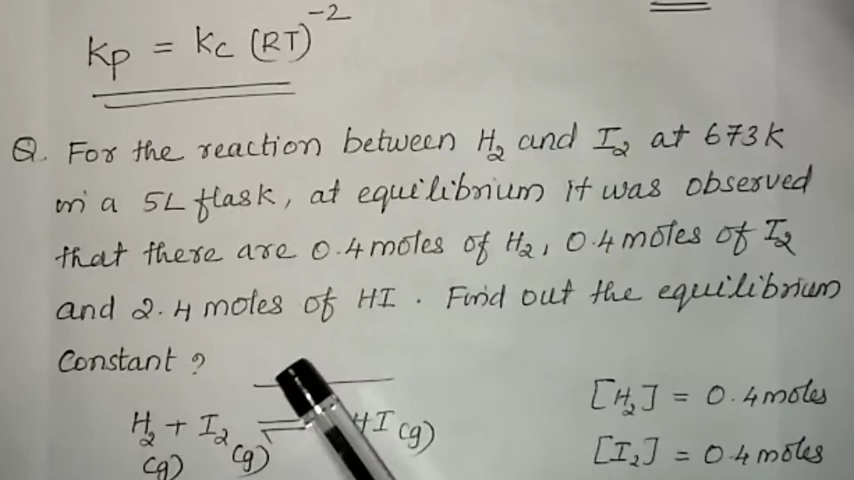 Kp = Kc (RT)⁻²
Q. For the reaction between H₂ and I₂ at 673K
in a 5L flask, at equilibrium it was observed
that there are 0.4 moles of H₂, 0.4 moles of I₂
and 2.4 moles of HI. Find out the equilibrium
Constant?
H₂ (g) + I₂ (g) ⇌ HI (g)
[H₂] = 0.4 moles
[I₂] = 0.4 moles